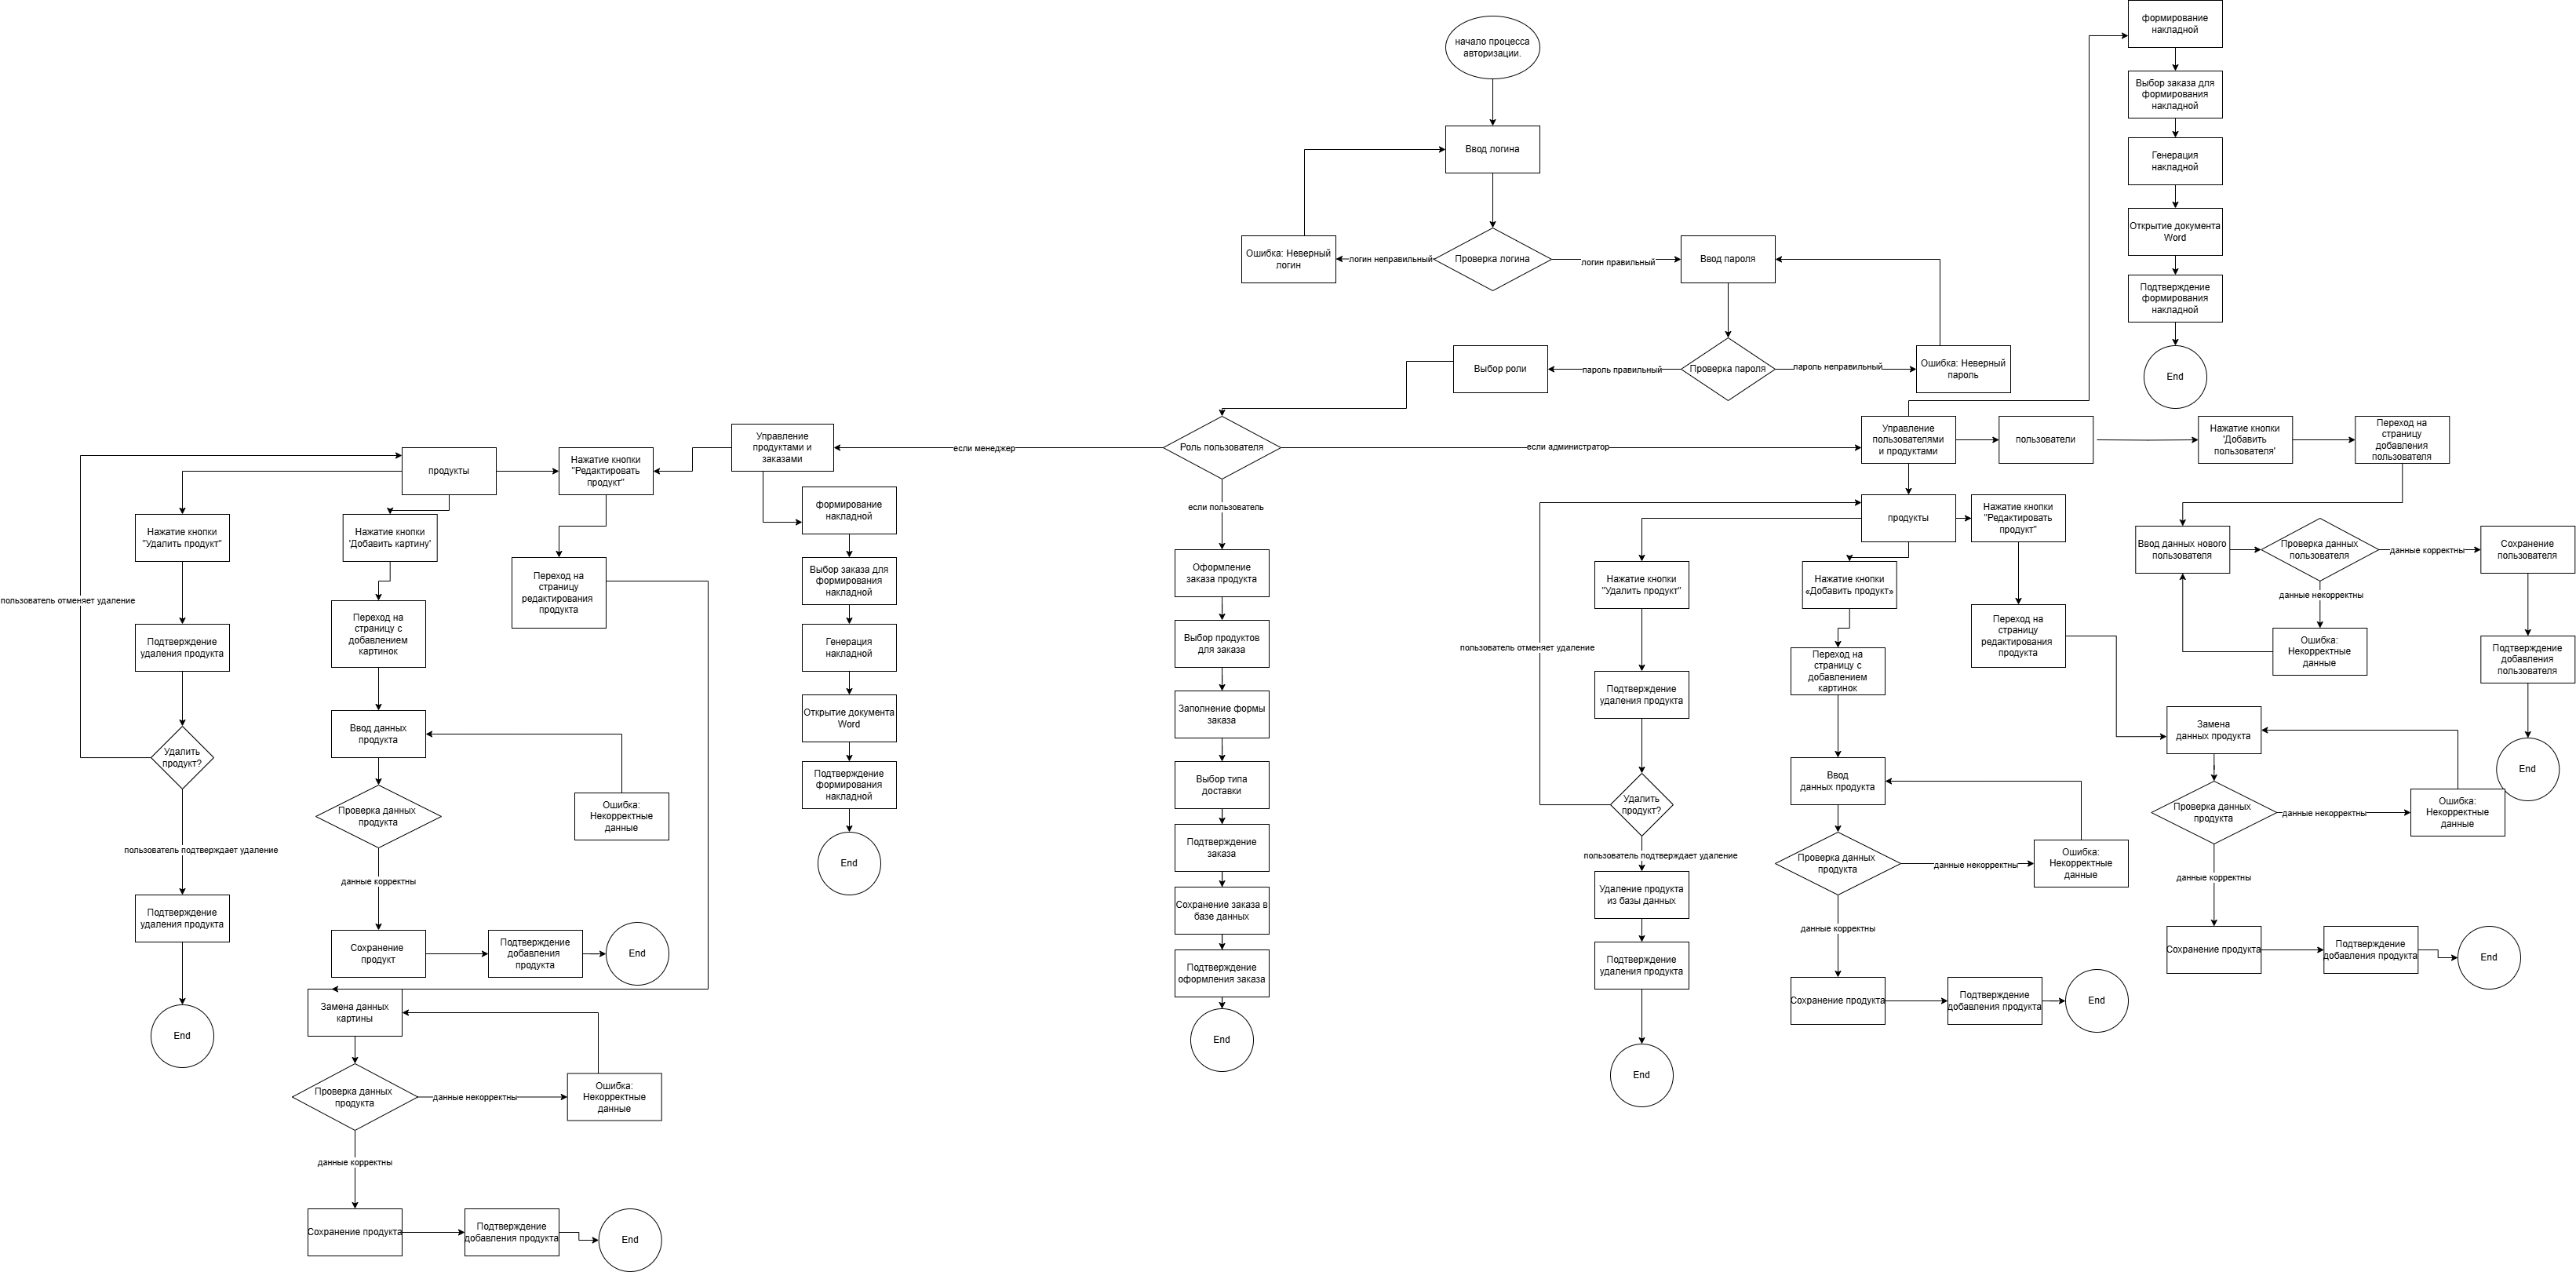 начало процесса
авторизации.
Ввод логина
Ошибка: Неверный
логин
логин неправильный
Проверка логина
логин правильный
Ввод пароля
Выбор роли
пароль правильный
Проверка пароля
пароль неправильный
Ошибка: Неверный
пароль
формирование
накладной
Выбор заказа для
формирования
накладной
Генерация
накладной
Открытие документа
Word
Подтверждение
формирования
накладной
End
Роль пользователя
если менеджер
если администратор
если пользователь
Управление
продуктами и
заказами
Нажатие кнопки
"Редактировать
продукт"
продукты
Нажатие кнопки
"Удалить продукт"
пользователь отменяет удаление
Подтверждение
удаления продукта
Удалить
продукт?
пользователь подтверждает удаление
Подтверждение
удаления продукта
End
Нажатие кнопки
'Добавить картину'
Переход на
страницу с
добавлением
картинок
Ввод данных
продукта
Проверка данных
продукта
Ошибка:
Некорректные
данные
данные корректны
Сохранение
продукт
Подтверждение
добавления
продукта
End
Переход на
страницу
редактирования
продукта
Замена данных
картины
Проверка данных
продукта
данные некорректны
Ошибка:
Некорректные
данные
данные корректны
Сохранение продукта
Подтверждение
добавления продукта
End
формирование
накладной
Выбор заказа для
формирования
накладной
Генерация
накладной
Открытие документа
Word
Подтверждение
формирования
накладной
End
Оформление
заказа продукта
Выбор продуктов
для заказа
Заполнение формы
заказа
Выбор типа
доставки
Подтверждение
заказа
Сохранение заказа в
базе данных
Подтверждение
оформления заказа
End
Управление
пользователями
и продуктами
пользователи
Нажатие кнопки
'Добавить
пользователя'
Переход на
страницу
добавления
пользователя
Ввод данных нового
пользователя
Проверка данных
пользователя
данные корректны
Сохранение
пользователя
данные некорректны
Ошибка:
Некорректные
данные
Подтверждение
добавления
пользователя
End
продукты
Нажатие кнопки
"Редактировать
продукт"
Нажатие кнопки
"Удалить продукт"
пользователь отменяет удаление
Подтверждение
удаления продукта
Удалить
продукт?
пользователь подтверждает удаление
Удаление продукта
из базы данных
Подтверждение
удаления продукта
End
Нажатие кнопки
«Добавить продукт»
Переход на
страницу с
добавлением
картинок
Ввод
данных продукта
Проверка данных
продукта
данные некорректны
Ошибка:
Некорректные
данные
данные корректны
Сохранение продукта
Подтверждение
добавления продукта
End
Переход на
страницу
редактирования
продукта
Замена
данных продукта
Проверка данных
продукта
данные некорректны
Ошибка:
Некорректные
данные
данные корректны
Сохранение продукта
Подтверждение
добавления продукта
End